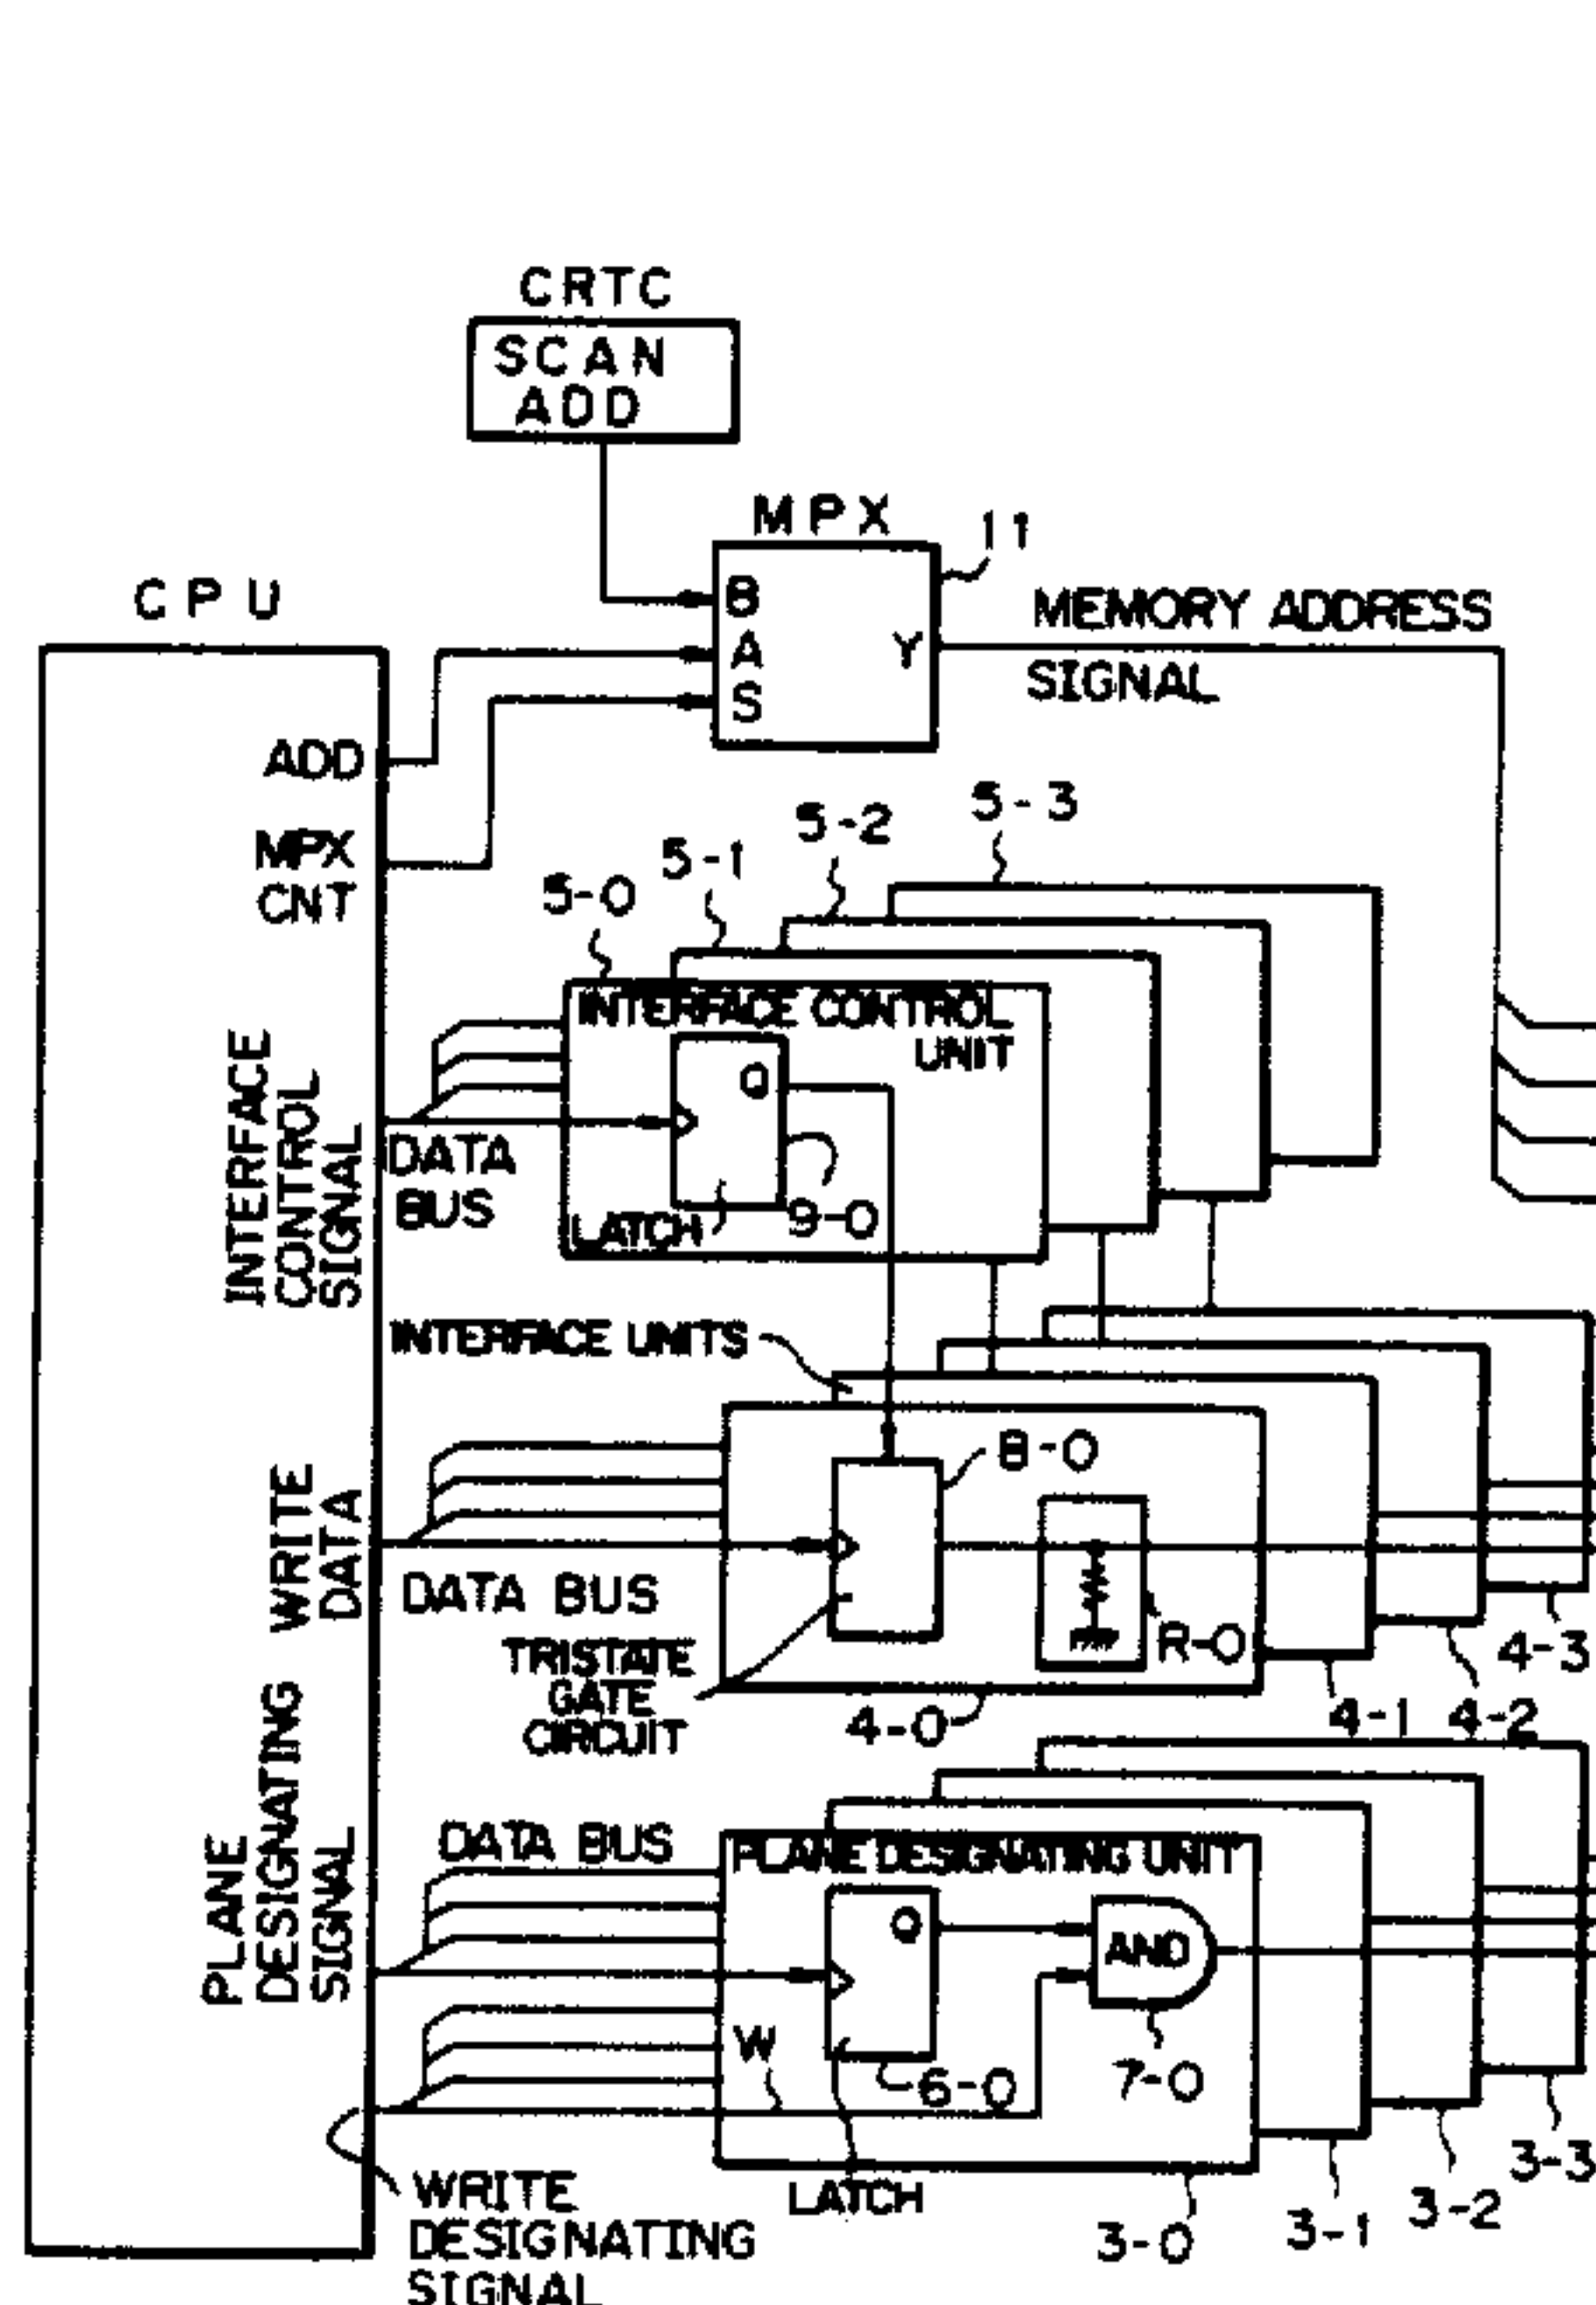 CRTC
SCAN
ADD
MPX
11
B
A
S
Y
MEMORY ADDRESS
SIGNAL
CPU
ADD
MPX
CNT
5-0
5-1
5-2
5-3
INTERFACE CONTROL
UNIT
Q
LATCH
9-0
INTERFACE
CONTROL
SIGNAL
DATA
BUS
INTERFACE UNITS
8-0
WRITE
DATA
DATA BUS
TRISTATE
GATE
CIRCUIT
R-0
4-0
4-1
4-2
4-3
PLANE
DESIGNATING
SIGNAL
DATA BUS
PLANE DESIGNATING UNIT
Q
AND
W
6-0
7-0
LATCH
3-0
3-1
3-2
3-3
WRITE
DESIGNATING
SIGNAL